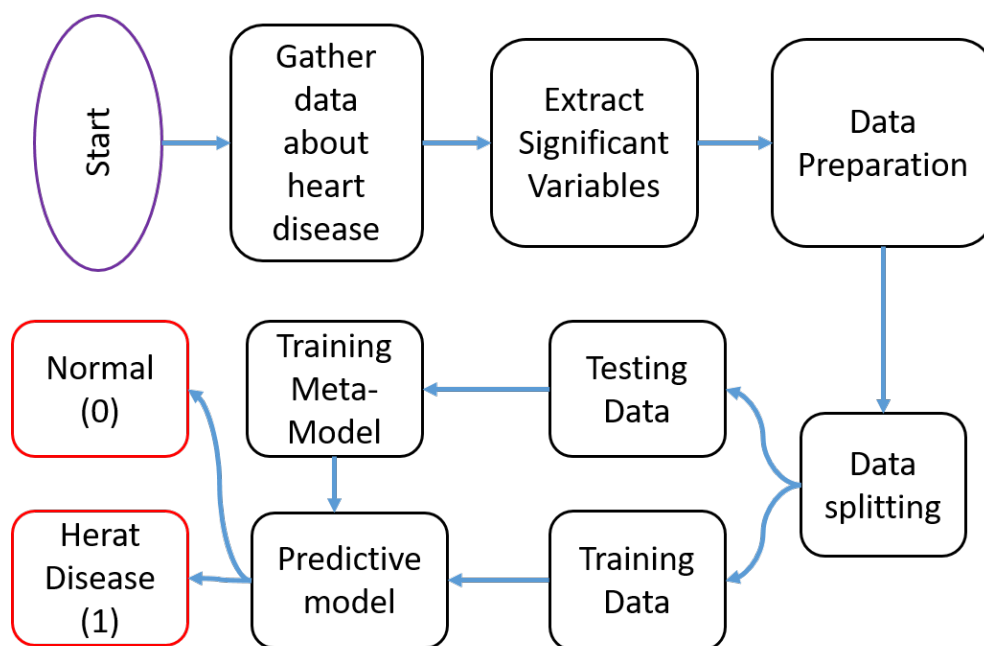 Start
Gather
data
about
heart
disease
Extract
Significant
Variables
Data
Preparation
Normal
(0)
Training
Meta-
Model
Testing
Data
Data
splitting
Herat
Disease
(1)
Predictive
model
Training
Data